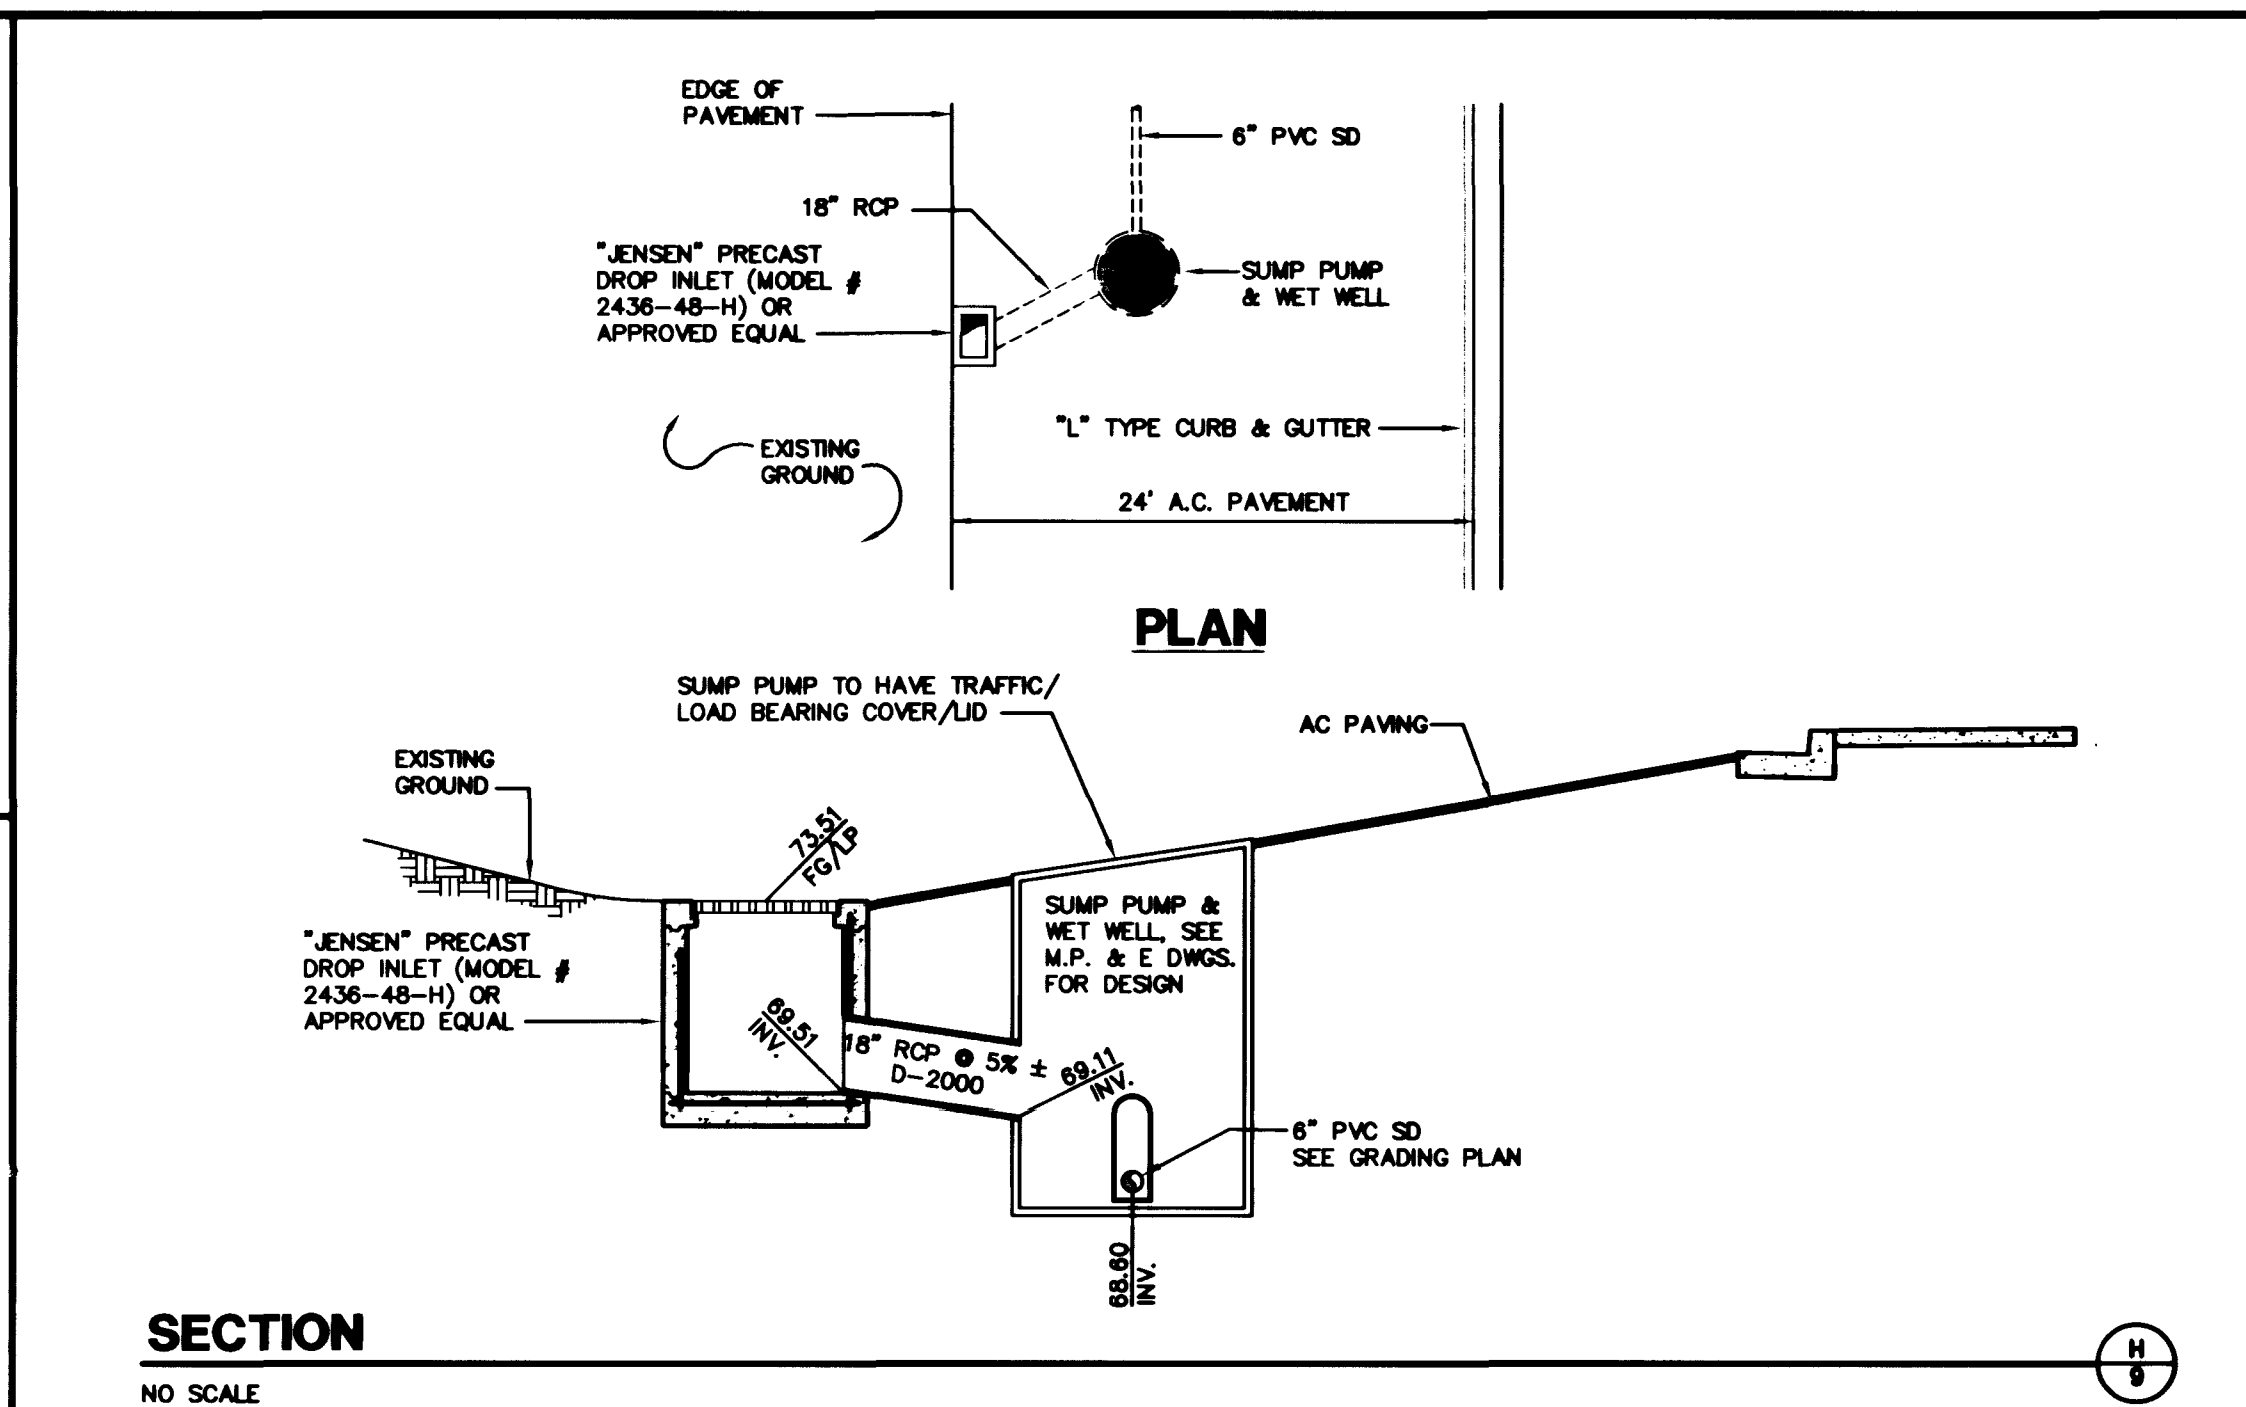 EDGE OF
PAVEMENT
6" PVC SD
18" RCP
"JENSEN" PRECAST
DROP INLET (MODEL #
2436-48-H) OR
APPROVED EQUAL
SUMP PUMP
& WET WELL
"L" TYPE CURB & GUTTER
EXISTING
GROUND
24' A.C. PAVEMENT
PLAN
SUMP PUMP TO HAVE TRAFFIC/
LOAD BEARING COVER/LID
AC PAVING
EXISTING
GROUND
73.51
FG/LP
"JENSEN" PRECAST
DROP INLET (MODEL #
2436-48-H) OR
APPROVED EQUAL
SUMP PUMP &
WET WELL, SEE
M.P. & E DWGS.
FOR DESIGN
69.51
INV.
18" RCP @ 5% ±
D-2000
69.11
INV.
6" PVC SD
SEE GRADING PLAN
68.60
INV.
SECTION
H
9
NO SCALE